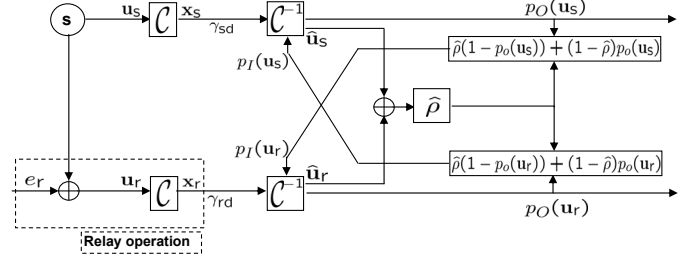 s
u_s
C
x_s
γ_sd
C⁻¹
û_s
p_O(u_s)
p_I(u_s)
ρ̂(1-p_o(u_s)) + (1-ρ̂)p_o(u_s)
ρ̂
p_I(u_r)
ρ̂(1-p_o(u_r)) + (1-ρ̂)p_o(u_r)
e_r
u_r
C
x_r
γ_rd
C⁻¹
û_r
p_O(u_r)
Relay operation